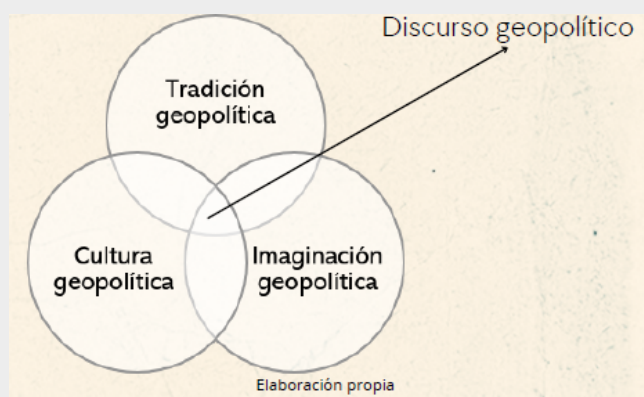 Discurso geopolítico
Tradición
geopolítica
Cultura
geopolítica
Imaginación
geopolítica
Elaboración propia